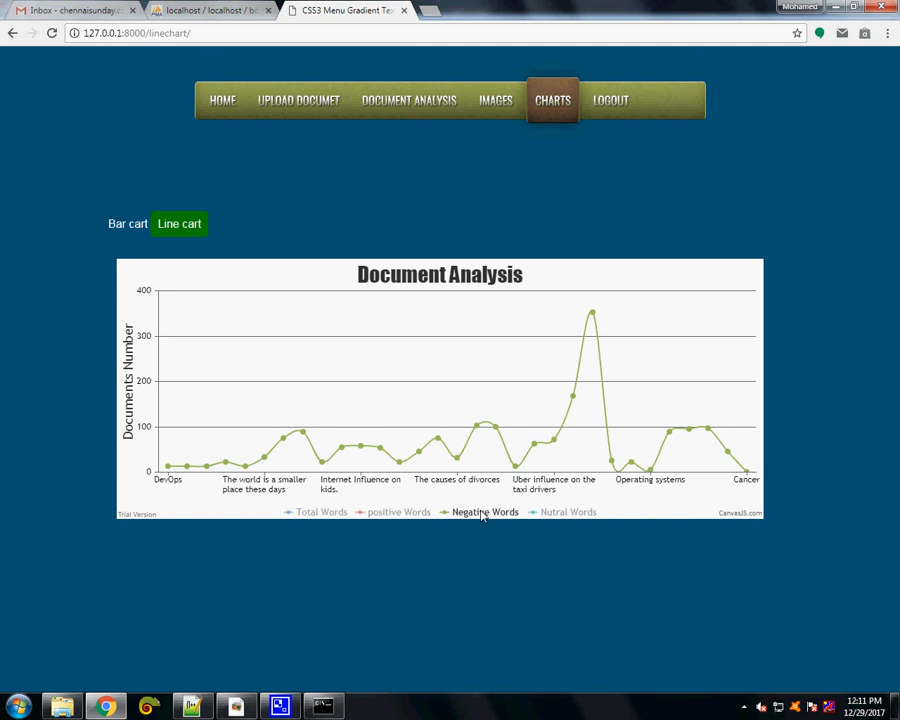 Mohamed
Inbox - chennaisunday.c
localhost / localhost / bo
CSS3 Menu Gradient Tex
127.0.0.1:8000/linechart/
HOME UPLOAD DOCUMET DOCUMENT ANALYSIS IMAGES CHARTS LOGOUT
Bar cart Line cart
Document Analysis
Documents Number
400
300
200
100
0
DevOps
The world is a smaller
place these days
Internet Influence on
kids.
The causes of divorces
Uber influence on the
taxi drivers
Operating systems
Cancer
Total Words positive Words Negative Words Nutral Words
Trial Version
CanvasJS.com
12:11 PM
12/29/2017